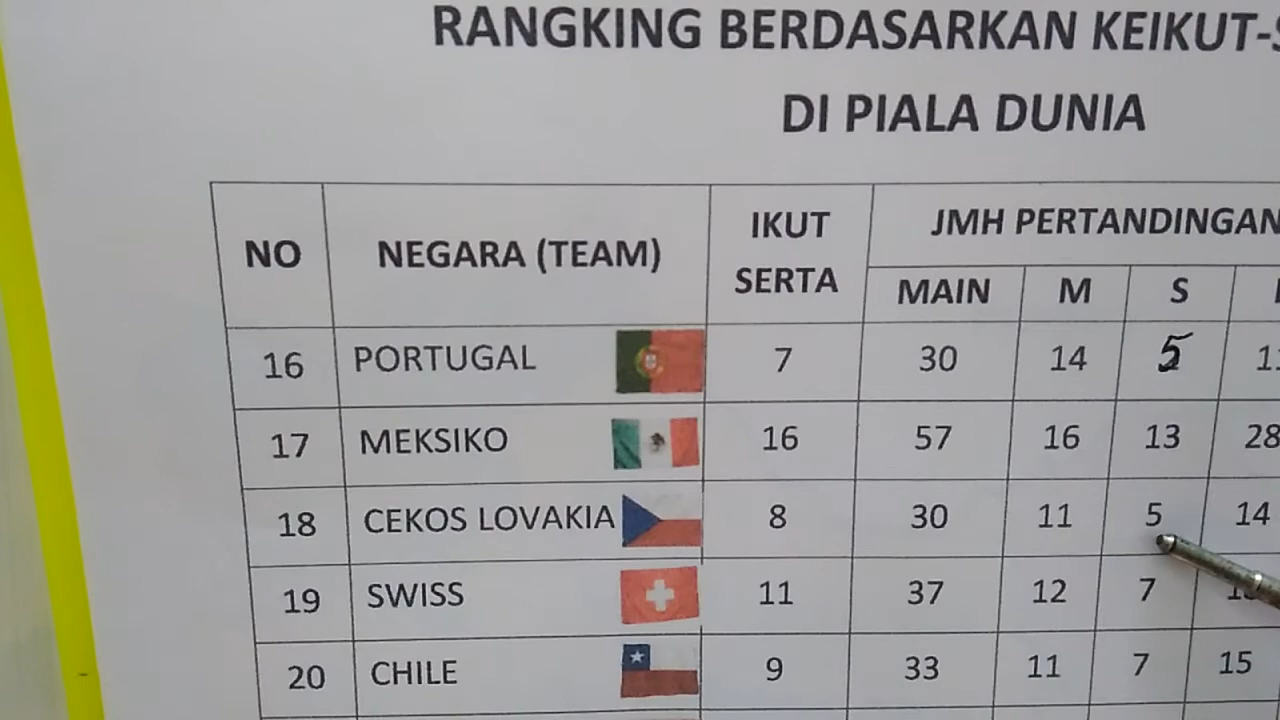 RANGKING BERDASARKAN KEIKUT-
DI PIALA DUNIA
NO NEGARA (TEAM) IKUT SERTA JMH PERTANDINGAN
MAIN M S
16 PORTUGAL 7 30 14 5
17 MEKSIKO 16 57 16 13 28
18 CEKOS LOVAKIA 8 30 11 5 14
19 SWISS 11 37 12 7
20 CHILE 9 33 11 7 15